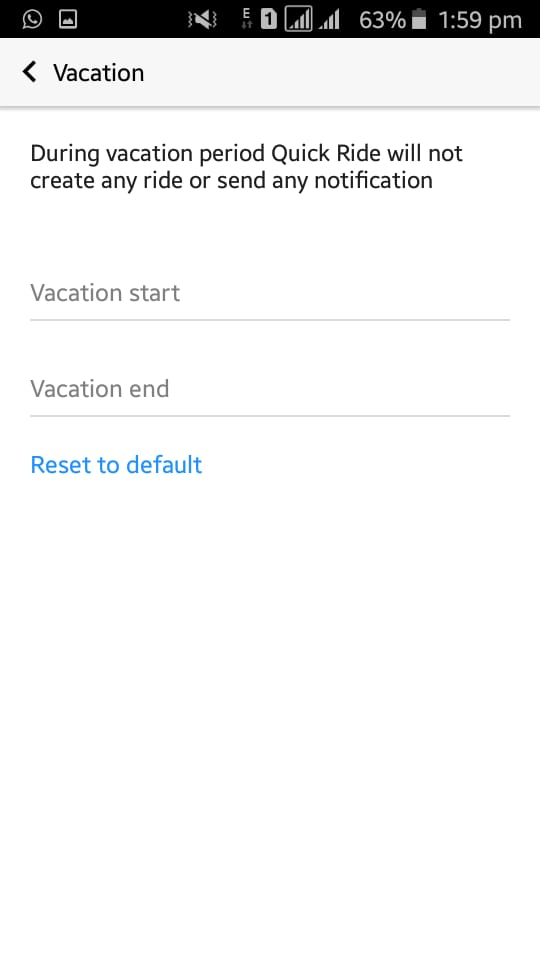 E 1 63% 1:59 pm
Vacation
During vacation period Quick Ride will not
create any ride or send any notification
Vacation start
Vacation end
Reset to default